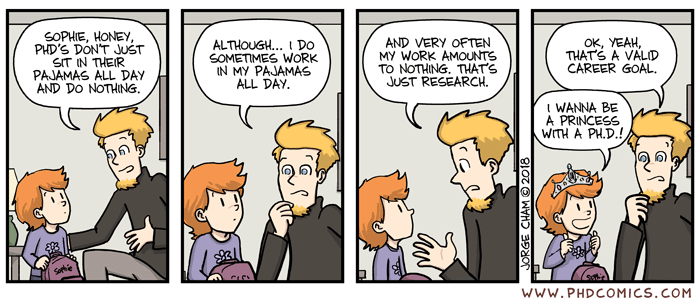 SOPHIE, HONEY,
PHD'S DON'T JUST
SIT IN THEIR
PAJAMAS ALL DAY
AND DO NOTHING.
Sophie
ALTHOUGH... I DO
SOMETIMES WORK
IN MY PAJAMAS
ALL DAY.
AND VERY OFTEN
MY WORK AMOUNTS
TO NOTHING. THAT'S
JUST RESEARCH.
JORGE CHAM © 2018
OK, YEAH,
THAT'S A VALID
CAREER GOAL.
I WANNA BE
A PRINCESS
WITH A PH.D.!
WWW.PHDCOMICS.COM